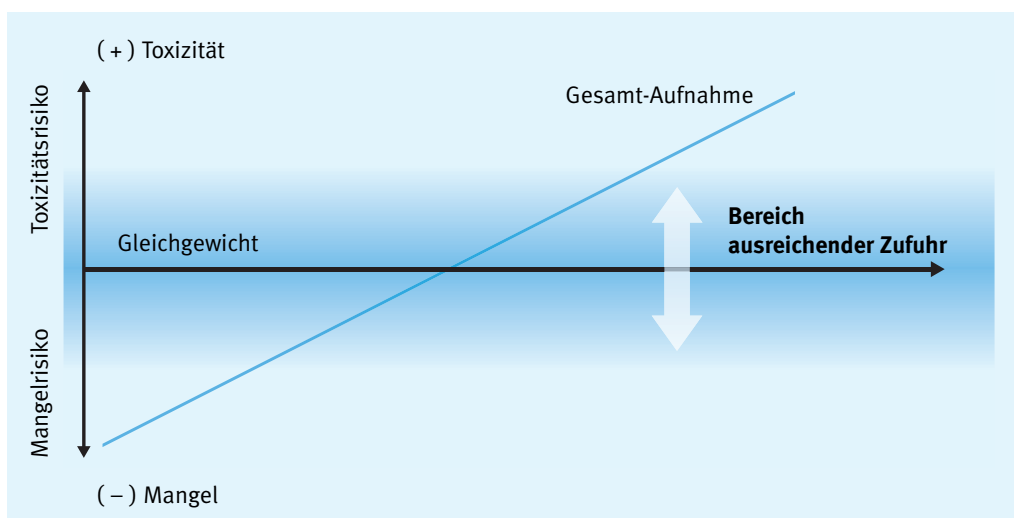 ( + ) Toxizität
Toxizitätsrisiko
Gesamt-Aufnahme
Bereich
ausreichender Zufuhr
Gleichgewicht
Mangelrisiko
( – ) Mangel